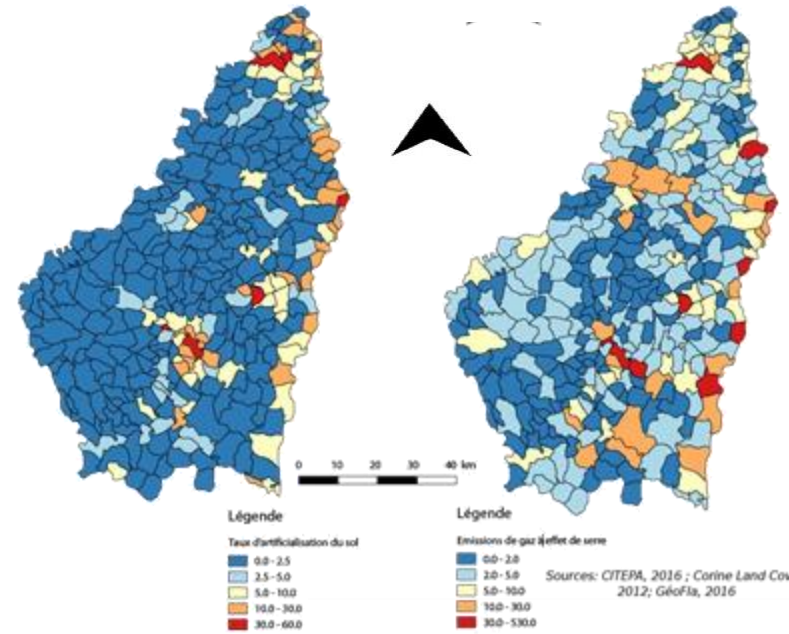 0 10 20 30 40 km
Légende
Taux d'artificialisation du sol
0.0 - 2.5
2.5 - 5.0
5.0 - 10.0
10.0 - 30.0
30.0 - 60.0
Légende
Emissions de gaz à effet de serre
0.0 - 2.0
2.0 - 5.0
5.0 - 10.0
10.0 - 30.0
30.0 - 530.0
Sources: CITEPA, 2016 ; Corine Land Cov
2012; GéoFla, 2016